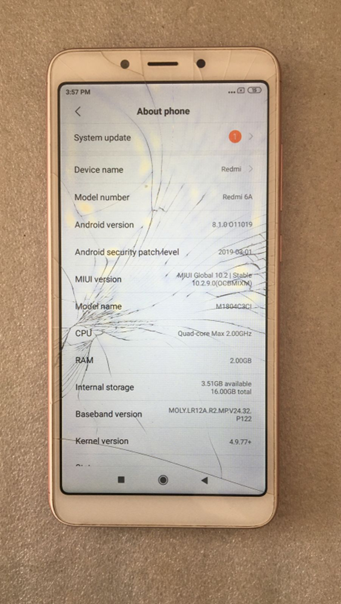 3:57 PM
About phone
System update
Device name Redmi
Model number Redmi 6A
Android version 8.1.0 O11019
Android security patch level 2019-03-01
MIUI version MIUI Global 10.2 | Stable
10.2.9.0(OCBMIXM)
Model name M1804C3CI
CPU Quad-core Max 2.00GHz
RAM 2.00GB
Internal storage 3.51GB available
16.00GB total
Baseband version MOLY.LR12A.R2.MP.V24.32.
P122
Kernel version 4.9.77+